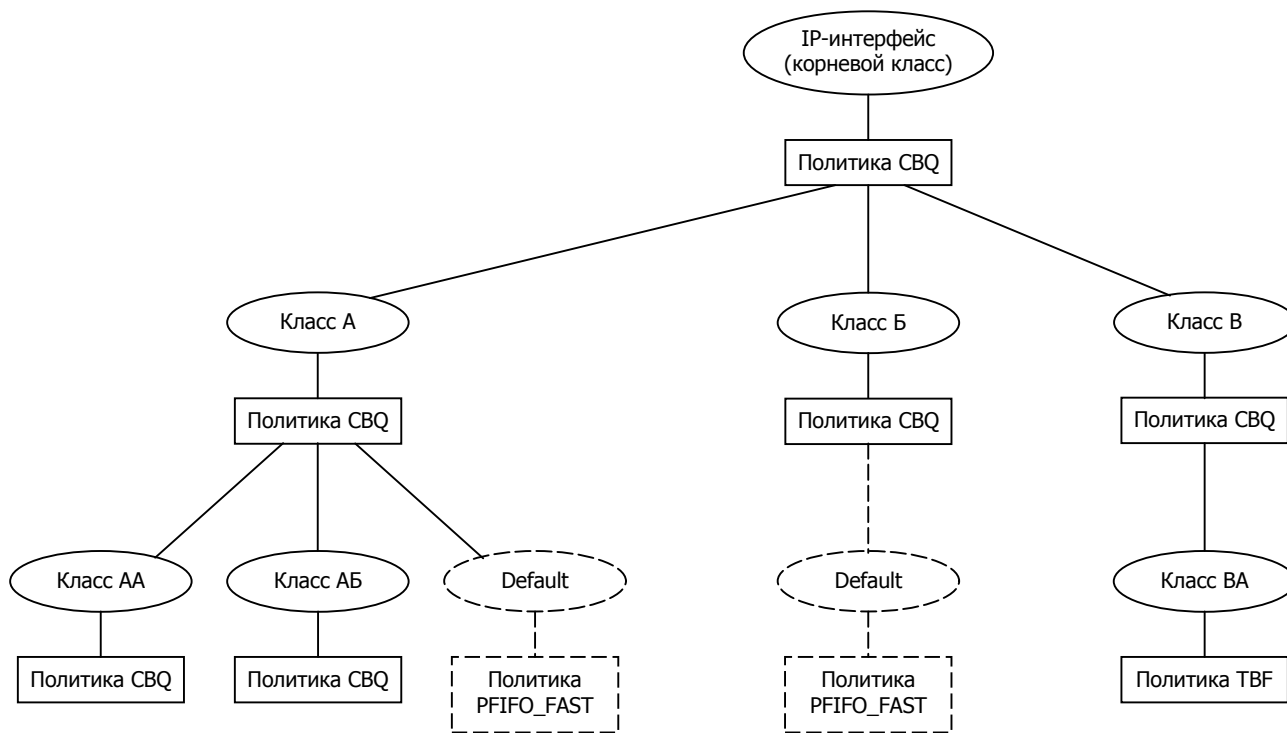 IP-интерфейс
(корневой класс)
Политика CBQ
Класс А
Класс Б
Класс В
Политика CBQ
Политика CBQ
Политика CBQ
Класс АА
Класс АБ
Default
Default
Класс ВА
Политика CBQ
Политика CBQ
Политика
PFIFO_FAST
Политика
PFIFO_FAST
Политика TBF